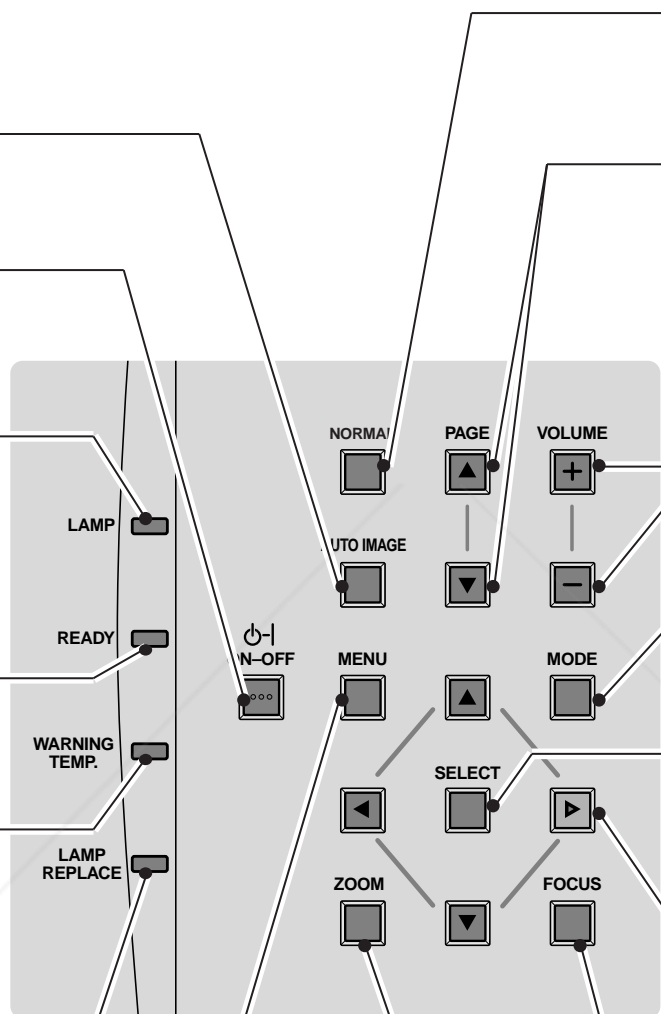 NORMAL
PAGE
VOLUME
LAMP
AUTO IMAGE
READY
ON–OFF
MENU
MODE
WARNING
TEMP.
SELECT
LAMP
REPLACE
ZOOM
FOCUS